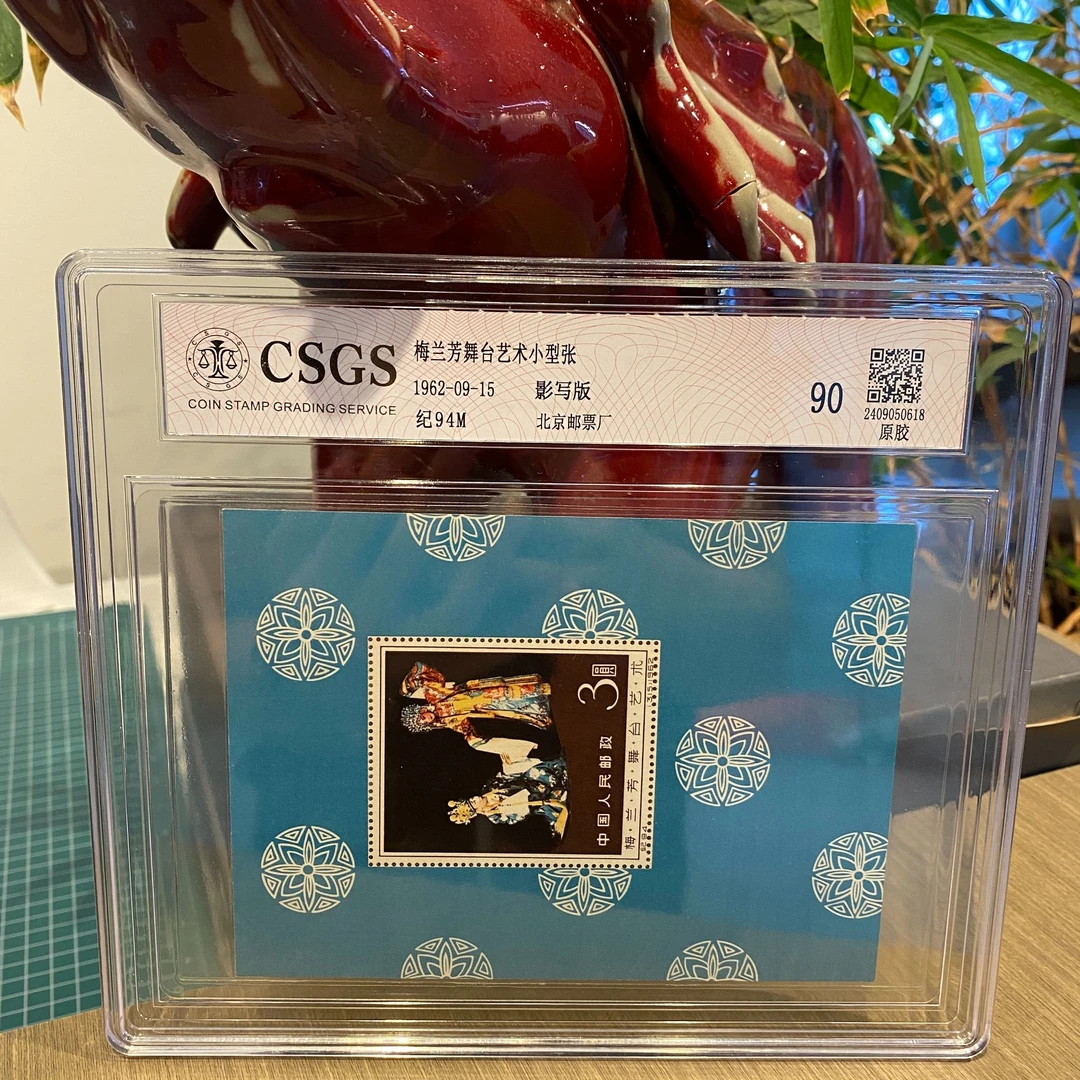 CSGS
COIN STAMP GRADING SERVICE
梅兰芳舞台艺术小型张
1962-09-15 影写版
纪94M 北京邮票厂
90
2409050618
原胶
3圆
中国人民邮政
梅·兰·芳·舞·台·艺·术